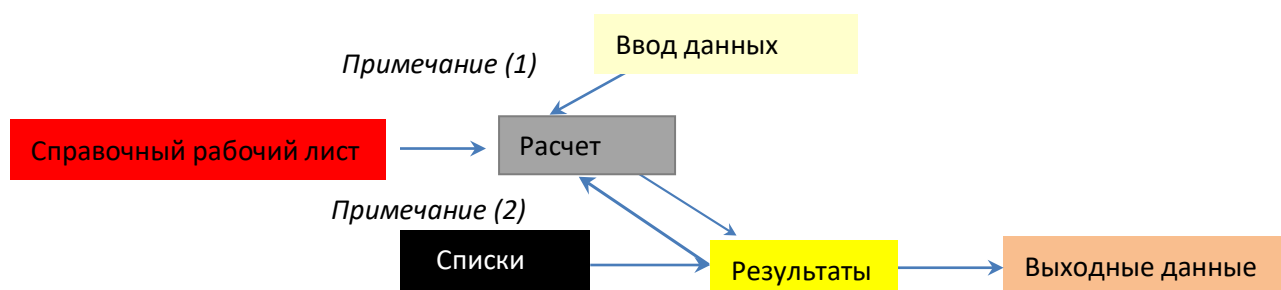 Ввод данных
Примечание (1)
Справочный рабочий лист
Расчет
Примечание (2)
Списки
Результаты
Выходные данные